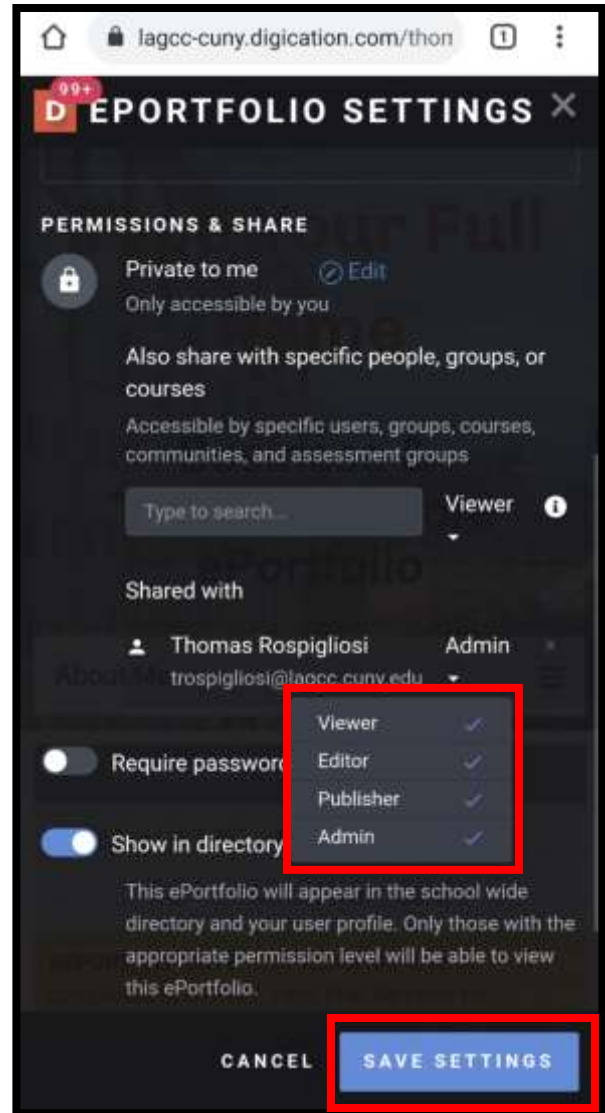 lagcc-cuny.digication.com/thon 1
99+
D EPORTFOLIO SETTINGS
PERMISSIONS & SHARE
Private to me Edit
Only accessible by you
Also share with specific people, groups, or
courses
Accessible by specific users, groups, courses,
communities, and assessment groups
Type to search... Viewer
Shared with
Thomas Rospigliosi Admin
trospigliosi@lagcc.cuny.edu
Viewer
Require password Editor
Publisher
Show in directory Admin
This ePortfolio will appear in the school wide
directory and your user profile. Only those with the
appropriate permission level will be able to view
this ePortfolio.
CANCEL SAVE SETTINGS